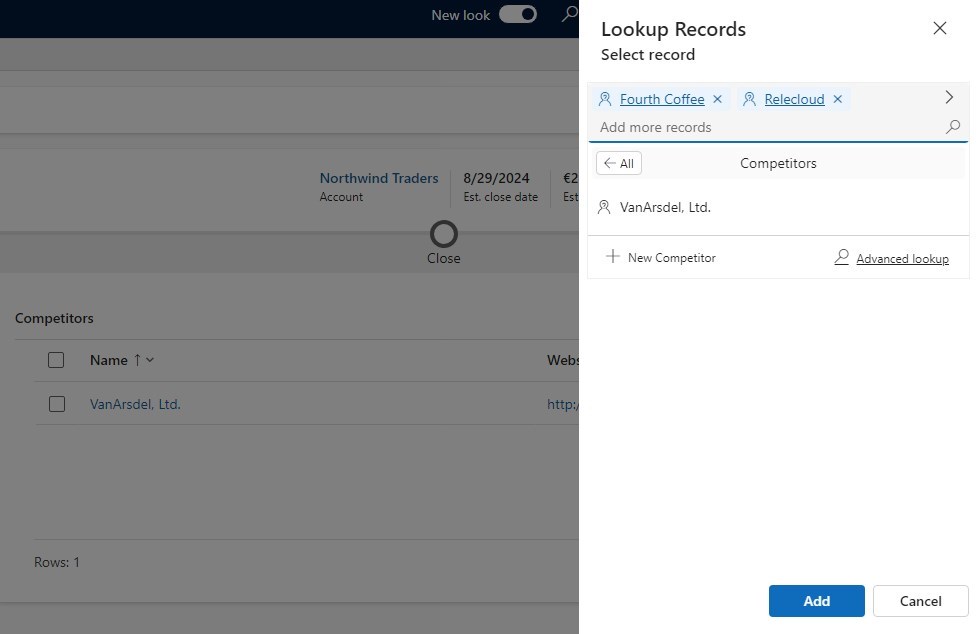 New look
Northwind Traders
Account
8/29/2024
Est. close date
€2
Est
Close
Competitors
Name
Webs
VanArsdel, Ltd.
http:/
Rows: 1
Lookup Records
Select record
Fourth Coffee
Relecloud
Add more records
All
Competitors
VanArsdel, Ltd.
New Competitor
Advanced lookup
Add
Cancel